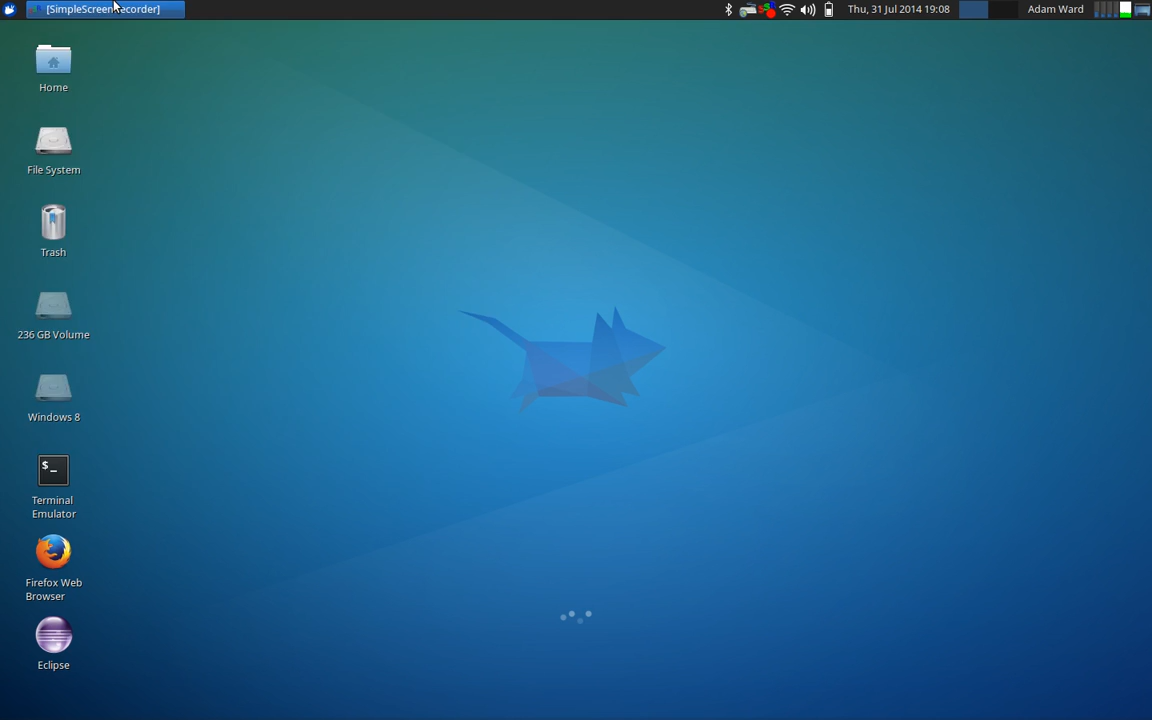 [SimpleScreenRecorder]
Thu, 31 Jul 2014 19:08
Adam Ward
Home
File System
Trash
236 GB Volume
Windows 8
$_
Terminal
Emulator
Firefox Web
Browser
Eclipse